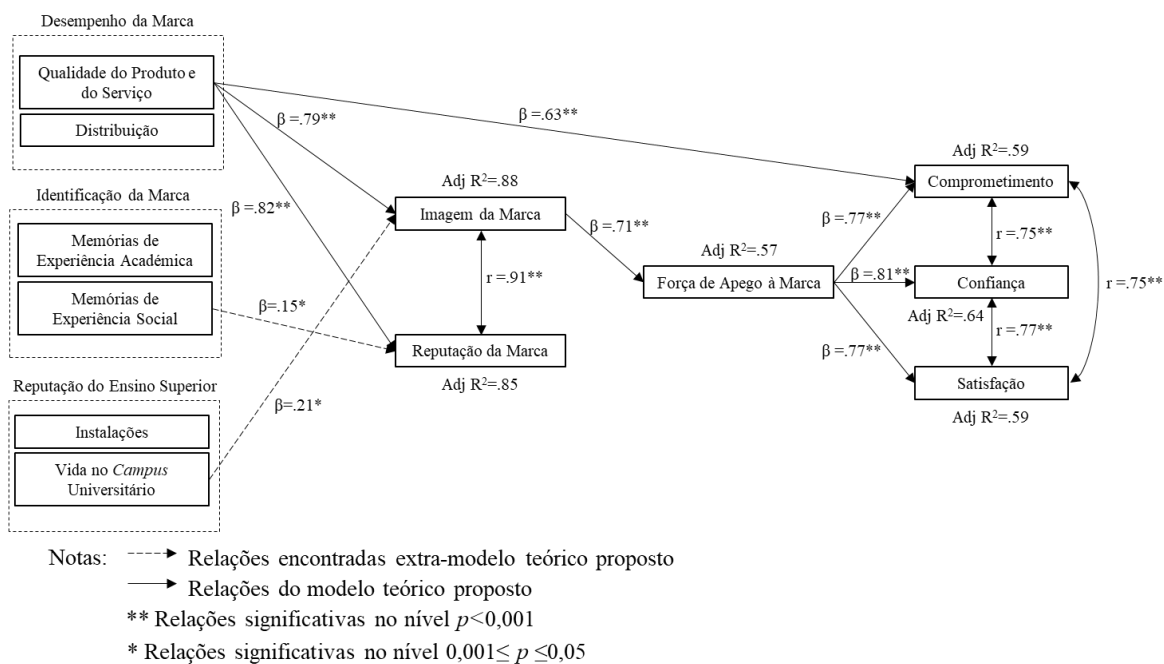 Desempenho da Marca
Qualidade do Produto e
do Serviço
Distribuição
Identificação da Marca
Memórias de
Experiência Académica
Memórias de
Experiência Social
Reputação do Ensino Superior
Instalações
Vida no Campus
Universitário
β =.79**
β =.63**
β =.82**
β=.15*
β=.21*
Adj R²=.88
Imagem da Marca
r =.91**
Reputação da Marca
Adj R²=.85
β =.71**
Adj R²=.57
Força de Apego à Marca
β =.77**
β =.81**
β =.77**
Adj R²=.59
Comprometimento
r =.75**
Confiança
Adj R²=.64
r =.77**
Satisfação
Adj R²=.59
r =.75**
Notas:
Relações encontradas extra-modelo teórico proposto
Relações do modelo teórico proposto
** Relações significativas no nível p<0,001
* Relações significativas no nível 0,001≤ p ≤0,05